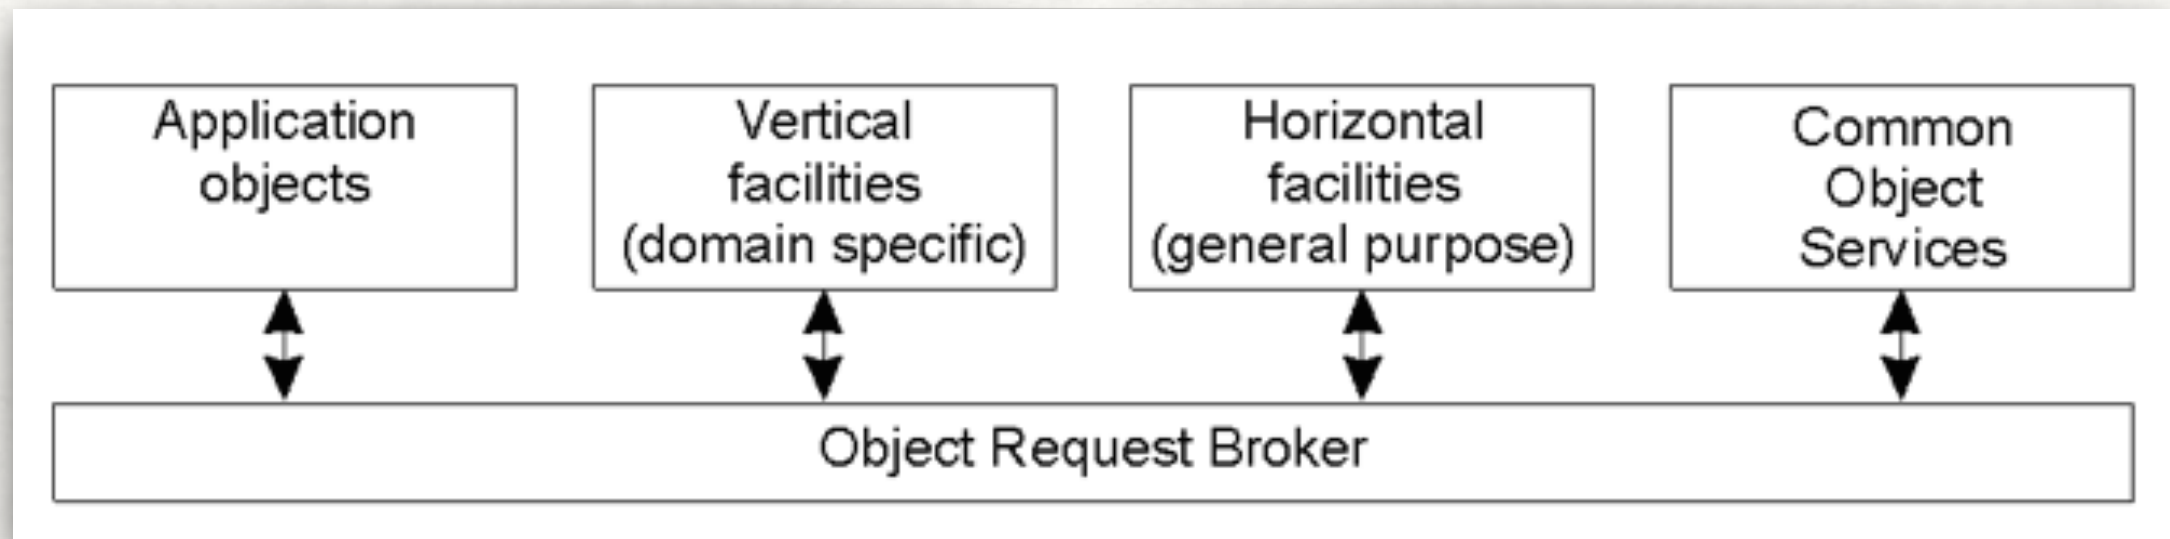 Application
objects
Vertical
facilities
(domain specific)
Horizontal
facilities
(general purpose)
Common
Object
Services
Object Request Broker